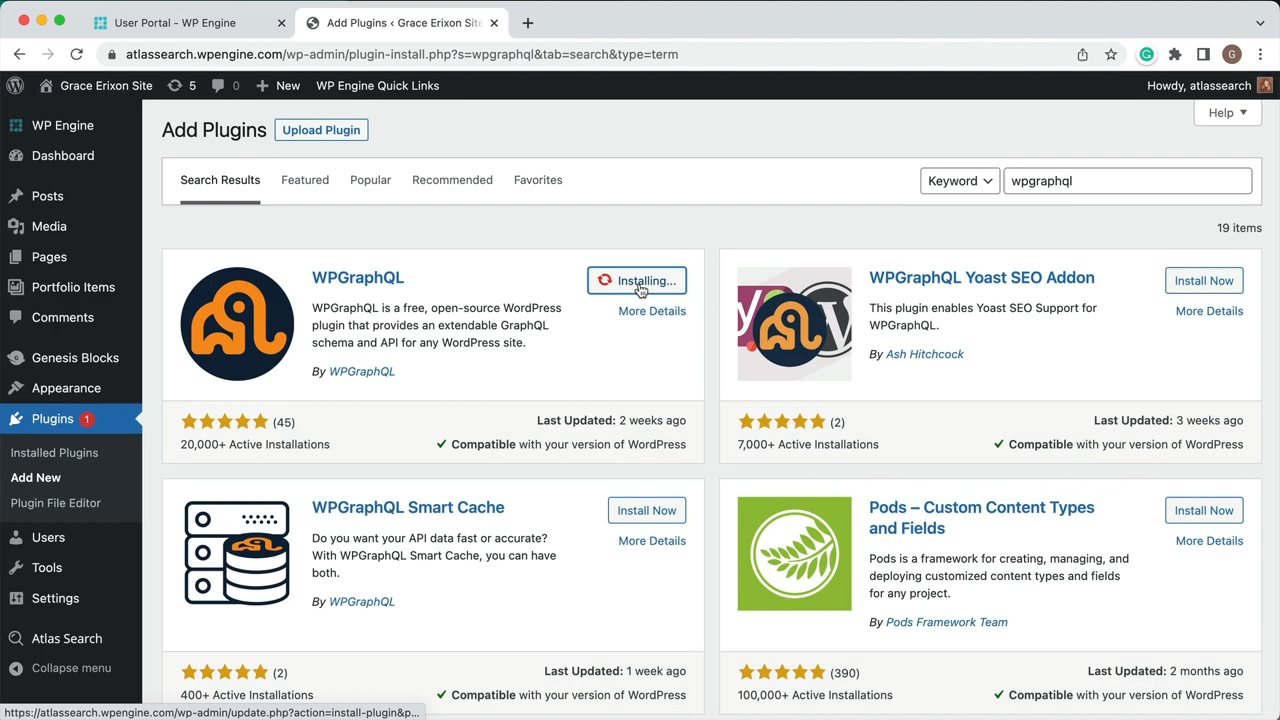 User Portal - WP Engine
Add Plugins ‹ Grace Erixon Site
atlassearch.wpengine.com/wp-admin/plugin-install.php?s=wpgraphql&tab=search&type=term
G
Grace Erixon Site
5
0
New
WP Engine Quick Links
Howdy, atlassearch
WP Engine
Dashboard
Posts
Media
Pages
Portfolio Items
Comments
Genesis Blocks
Appearance
Plugins 1
Installed Plugins
Add New
Plugin File Editor
Users
Tools
Settings
Atlas Search
Collapse menu
Add Plugins
Upload Plugin
Help
Search Results
Featured
Popular
Recommended
Favorites
Keyword
wpgraphql
19 items
WPGraphQL
Installing...
More Details
WPGraphQL is a free, open-source WordPress
plugin that provides an extendable GraphQL
schema and API for any WordPress site.
By WPGraphQL
(45)
Last Updated: 2 weeks ago
20,000+ Active Installations
Compatible with your version of WordPress
WPGraphQL Yoast SEO Addon
Install Now
More Details
This plugin enables Yoast SEO Support for
WPGraphQL.
By Ash Hitchcock
(2)
Last Updated: 3 weeks ago
7,000+ Active Installations
Compatible with your version of WordPress
WPGraphQL Smart Cache
Install Now
More Details
Do you want your API data fast or accurate?
With WPGraphQL Smart Cache, you can have
both.
By WPGraphQL
(2)
Last Updated: 1 week ago
400+ Active Installations
Compatible with your version of WordPress
Pods – Custom Content Types
and Fields
Install Now
More Details
Pods is a framework for creating, managing, and
deploying customized content types and fields
for any project.
By Pods Framework Team
(390)
Last Updated: 2 months ago
100,000+ Active Installations
Compatible with your version of WordPress
https://atlassearch.wpengine.com/wp-admin/update.php?action=install-plugin&p...